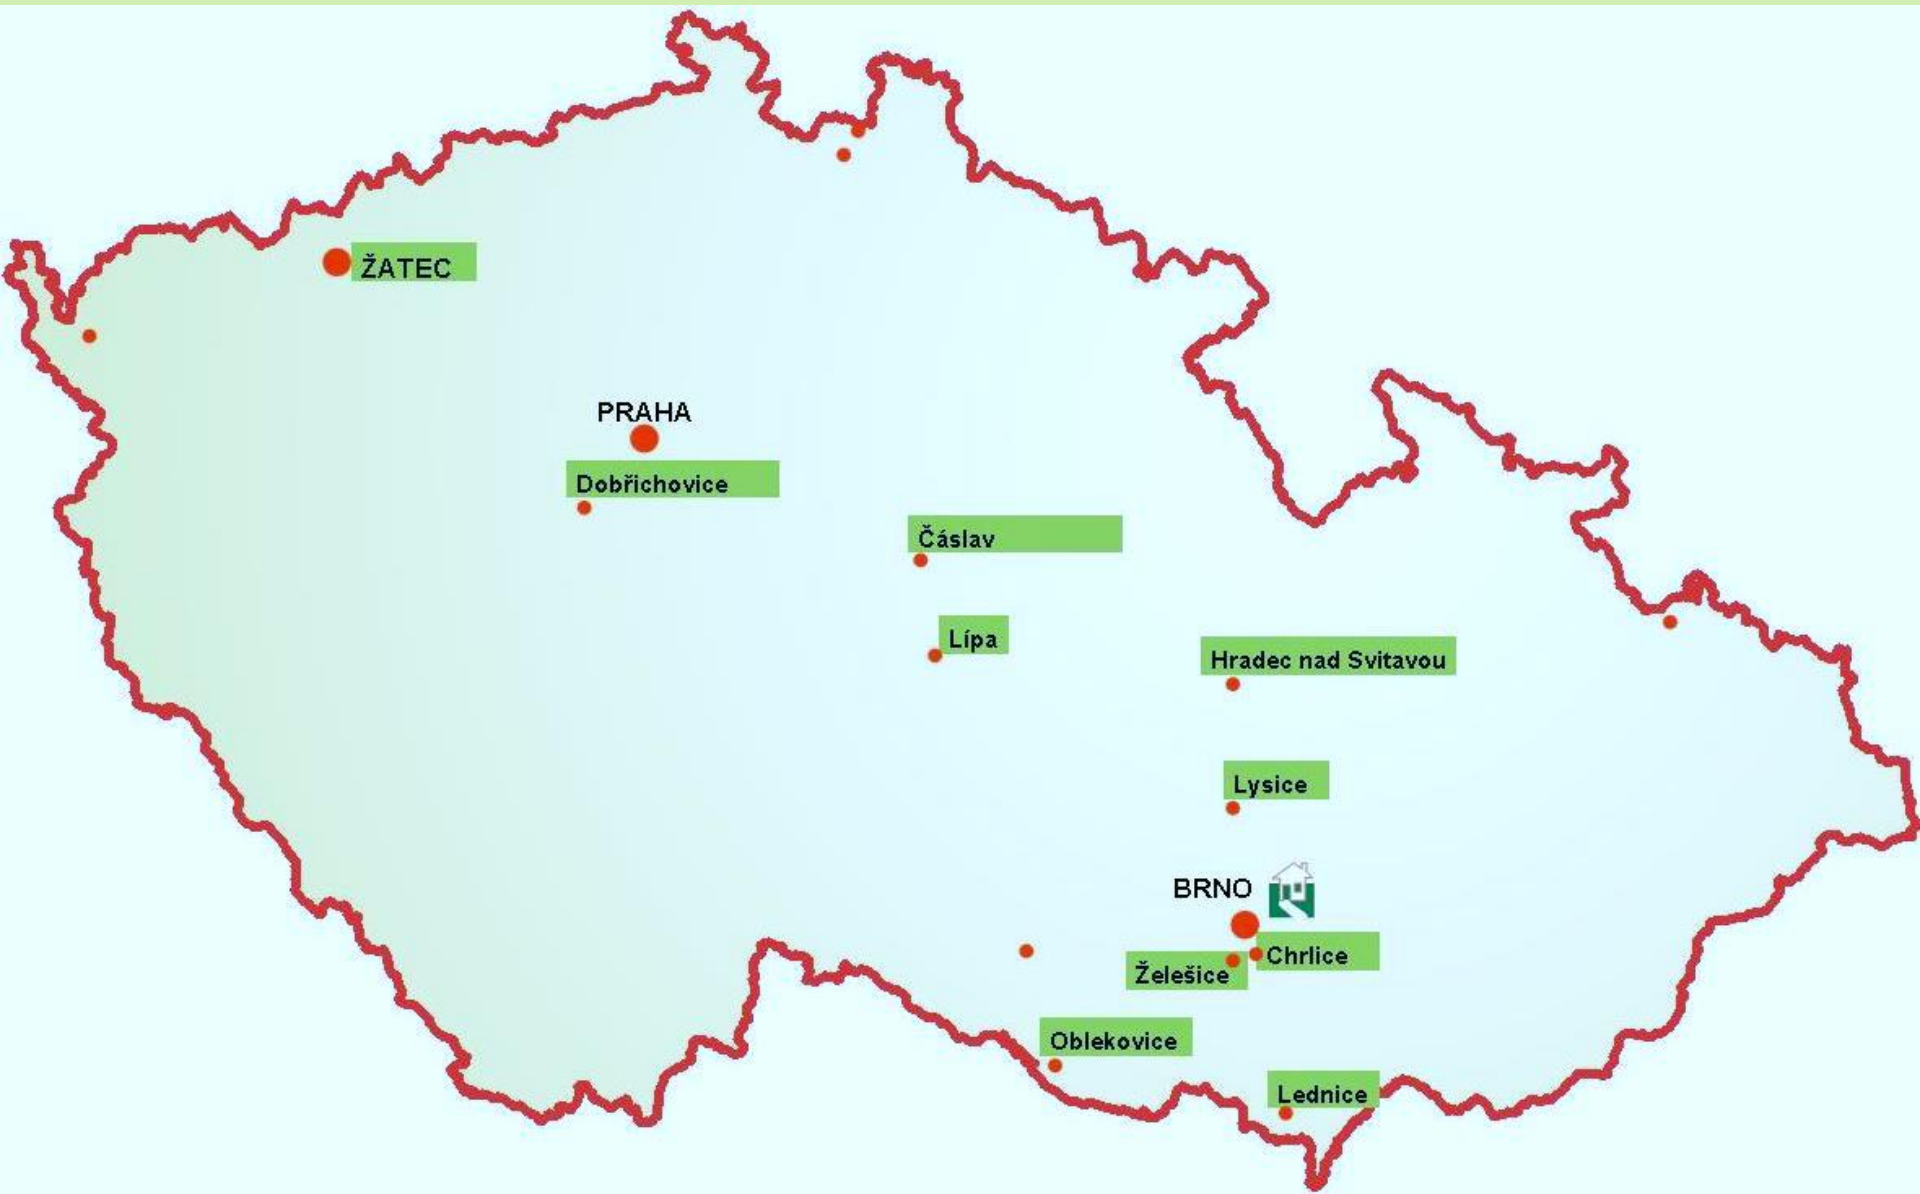 ŽATEC
PRAHA
Dobřichovice
Čáslav
Lípa
Hradec nad Svitavou
Lysice
BRNO
Chrlice
Želešice
Oblekovice
Lednice